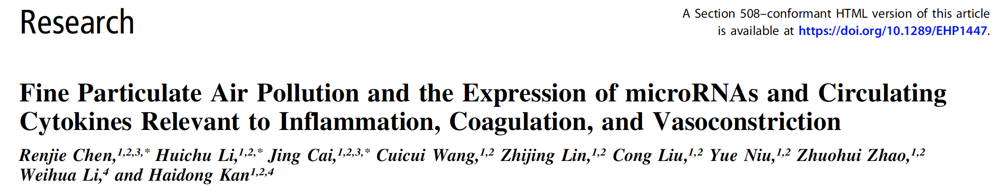 Research
A Section 508–conformant HTML version of this article
is available at https://doi.org/10.1289/EHP1447.
Fine Particulate Air Pollution and the Expression of microRNAs and Circulating
Cytokines Relevant to Inflammation, Coagulation, and Vasoconstriction
Renjie Chen,1,2,3,* Huichu Li,1,2,* Jing Cai,1,2,3,* Cuicui Wang,1,2 Zhijing Lin,1,2 Cong Liu,1,2 Yue Niu,1,2 Zhuohui Zhao,1,2
Weihua Li,4 and Haidong Kan1,2,4